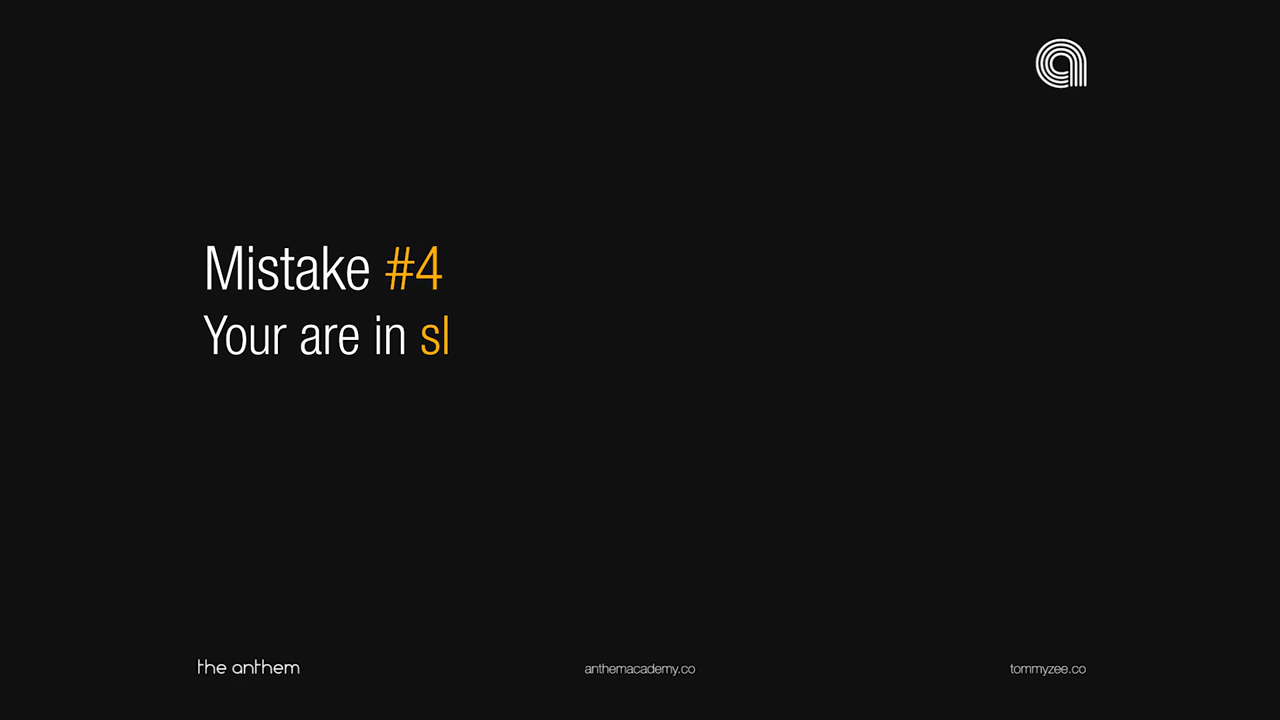 Mistake #4
Your are in sl
the anthem
anthemacademy.co
tommyzee.co